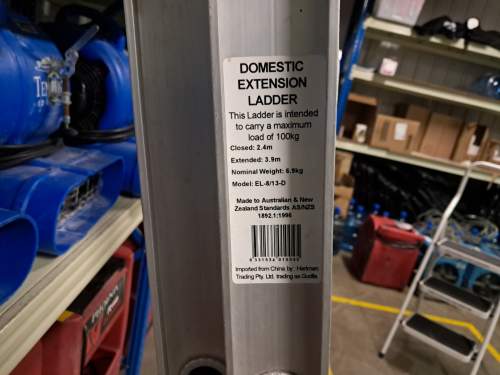 DOMESTIC
EXTENSION
LADDER
This Ladder is intended
to carry a maximum
load of 100kg
Closed: 2.4m
Extended: 3.9m
Nominal Weight: 6.9kg
Model: EL-8/13-D
Made to Australian & New
Zealand Standards AS/NZS
1892.1:1996
Imported from China by: Hartman
Trading Pty. Ltd. trading as Gorilla.